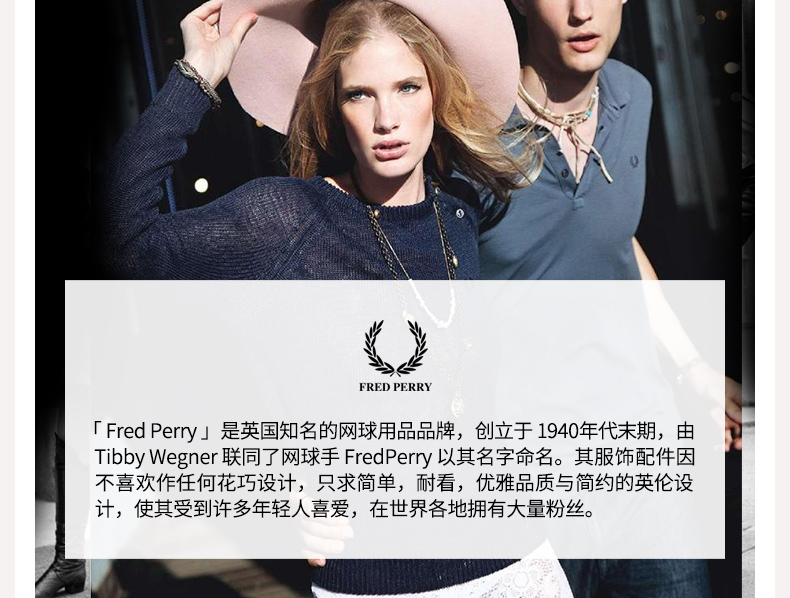 FRED PERRY
「 Fred Perry 」是英国知名的网球用品品牌，创立于 1940年代末期，由
Tibby Wegner 联同了网球手 FredPerry 以其名字命名。其服饰配件因
不喜欢作任何花巧设计，只求简单，耐看，优雅品质与简约的英伦设
计，使其受到许多年轻人喜爱，在世界各地拥有大量粉丝。